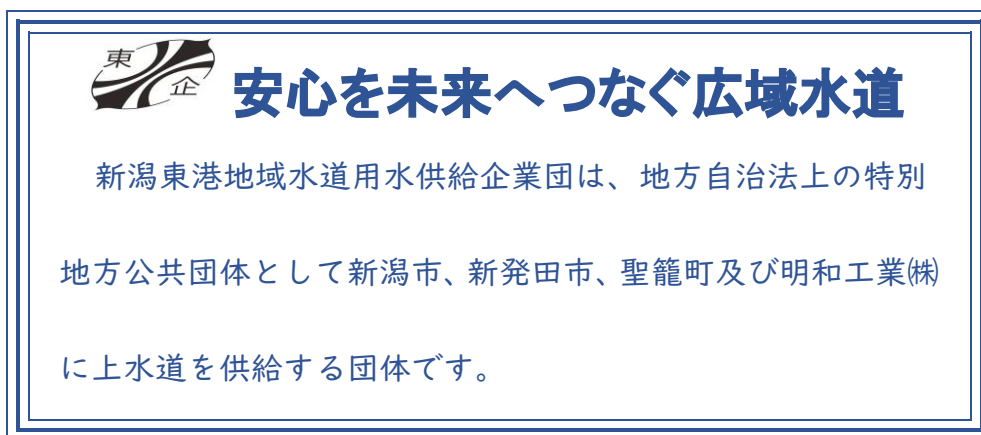 東
企
安心を未来へつなぐ広域水道
新潟東港地域水道用水供給企業団は、地方自治法上の特別
地方公共団体として新潟市、新発田市、聖籠町及び明和工業㈱
に上水道を供給する団体です。